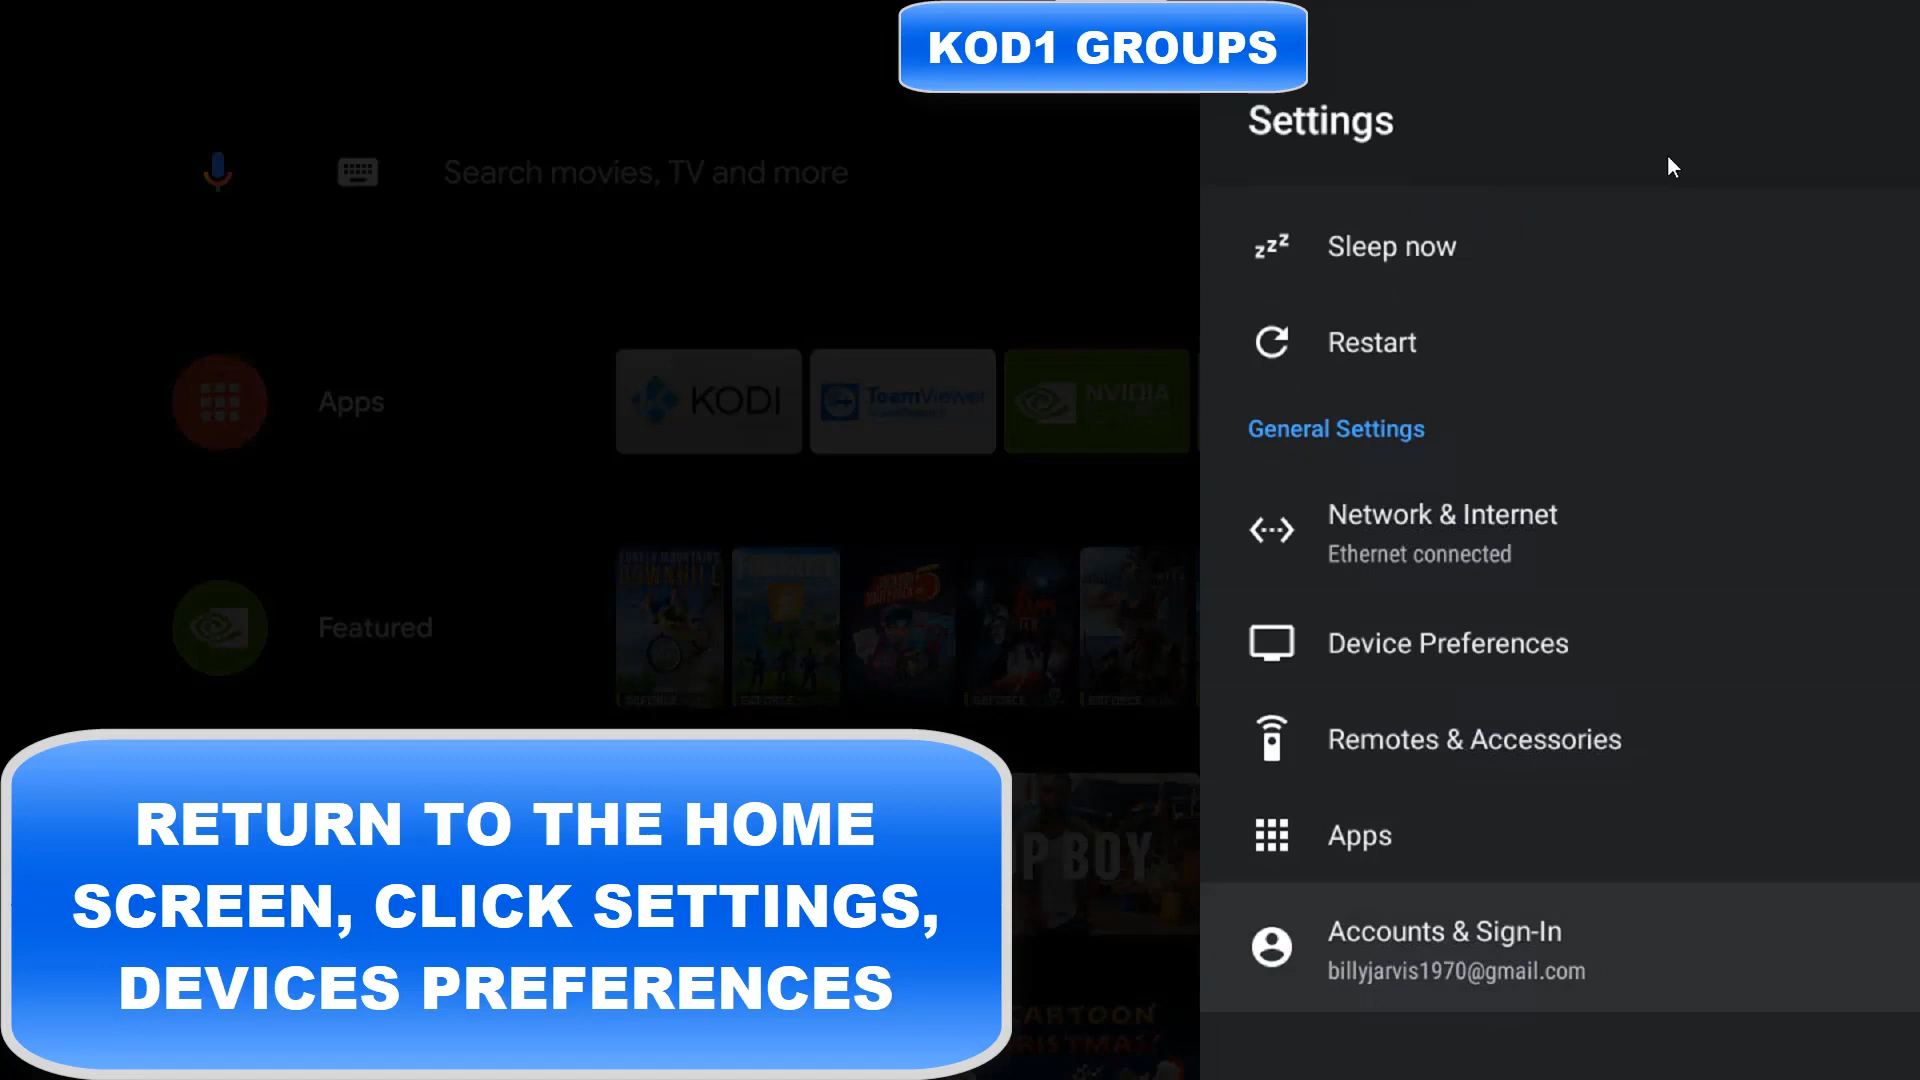 KOD1 GROUPS
Settings
Search movies, TV and more
Sleep now
Restart
Apps
KODI
TeamViewer
NVIDIA
General Settings
Network & Internet
Ethernet connected
Device Preferences
Featured
Remotes & Accessories
Apps
Accounts & Sign-In
billyjarvis1970@gmail.com
RETURN TO THE HOME
SCREEN, CLICK SETTINGS,
DEVICES PREFERENCES
BOY
CARTOON